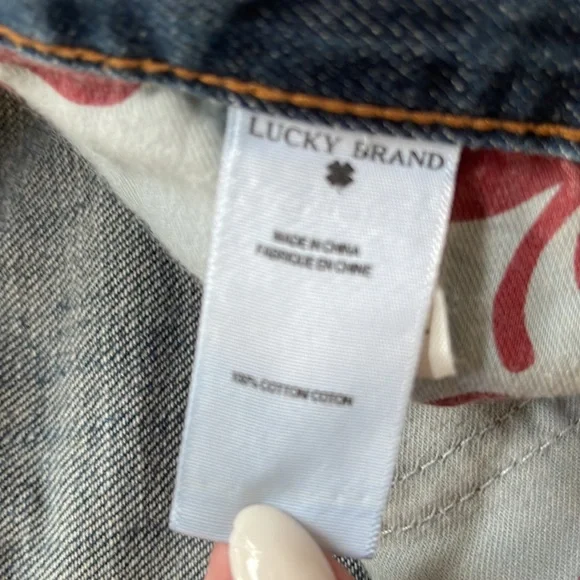 LUCKY BRAND
MADE IN CHINA
FABRIQUE EN CHINE
100% COTTON/ COTON